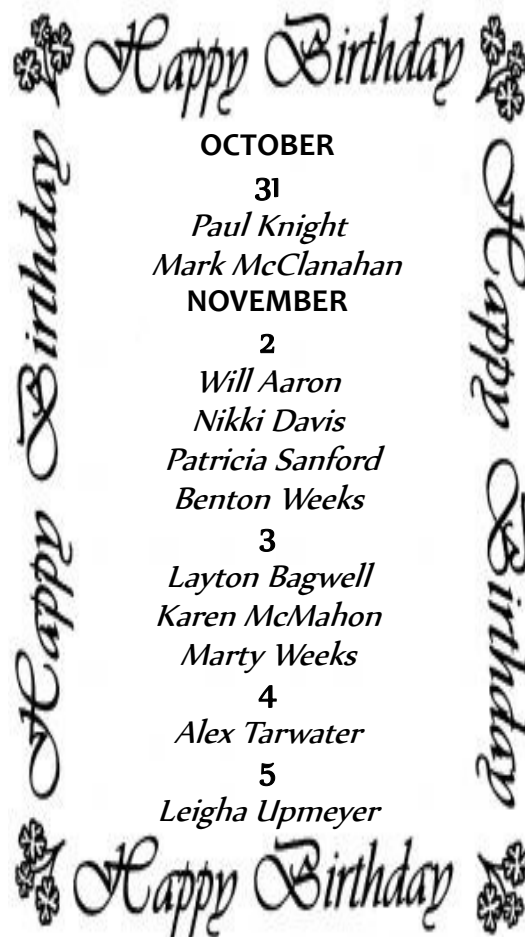 Happy Birthday
Happy Birthday
Happy Birthday
OCTOBER
31
Paul Knight
Mark McClanahan
NOVEMBER
2
Will Aaron
Nikki Davis
Patricia Sanford
Benton Weeks
3
Layton Bagwell
Karen McMahon
Marty Weeks
4
Alex Tarwater
5
Leigha Upmeyer
Happy Birthday